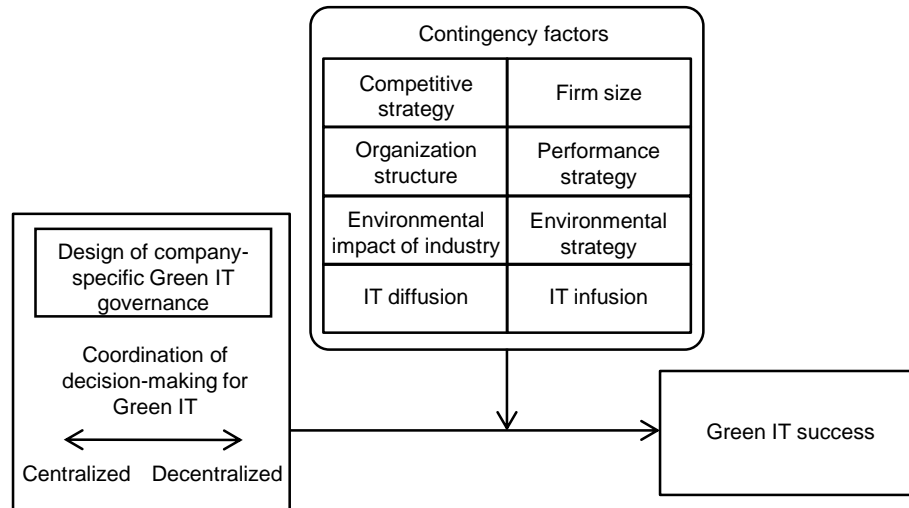 Contingency factors
Competitive
strategy
Firm size
Organization
structure
Performance
strategy
Environmental
impact of industry
Environmental
strategy
IT diffusion
IT infusion
Design of company-
specific Green IT
governance
Coordination of
decision-making for
Green IT
Centralized
Decentralized
Green IT success